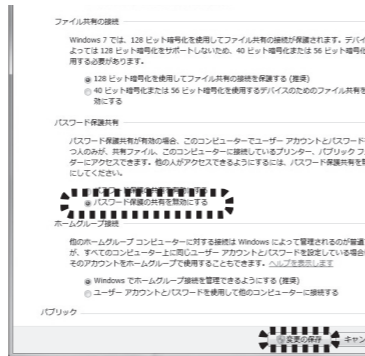 ファイル共有の接続
Windows 7 では、128 ビット暗号化を使用してファイル共有の接続が保護されます。デバイ
よっては 128 ビット暗号化をサポートしないため、40 ビット暗号化または 56 ビット暗号化
用する必要があります。
128 ビット暗号化を使用してファイル共有の接続を保護する (推奨)
40 ビット暗号化または 56 ビット暗号化を使用するデバイスのためのファイル共有を
効にする
パスワード保護共有
パスワード保護共有が有効の場合、このコンピューターでユーザー アカウントとパスワード
つ人のみが、共有ファイル、このコンピューターに接続しているプリンター、パブリック フ
ダーにアクセスできます。他の人がアクセスできるようにするには、パスワード保護共有を
にしてください。
パスワード保護の共有を無効にする
ホームグループ接続
他のホームグループ コンピューターに対する接続は Windows によって管理されるのが普通
が、すべてのコンピューター上に同じユーザー アカウントとパスワードを設定している場合
そのアカウントをホームグループで使用することもできます。ヘルプを表示します
Windows でホームグループ接続を管理できるようにする (推奨)
ユーザー アカウントとパスワードを使用して他のコンピューターに接続する
パブリック
変更の保存
キャン